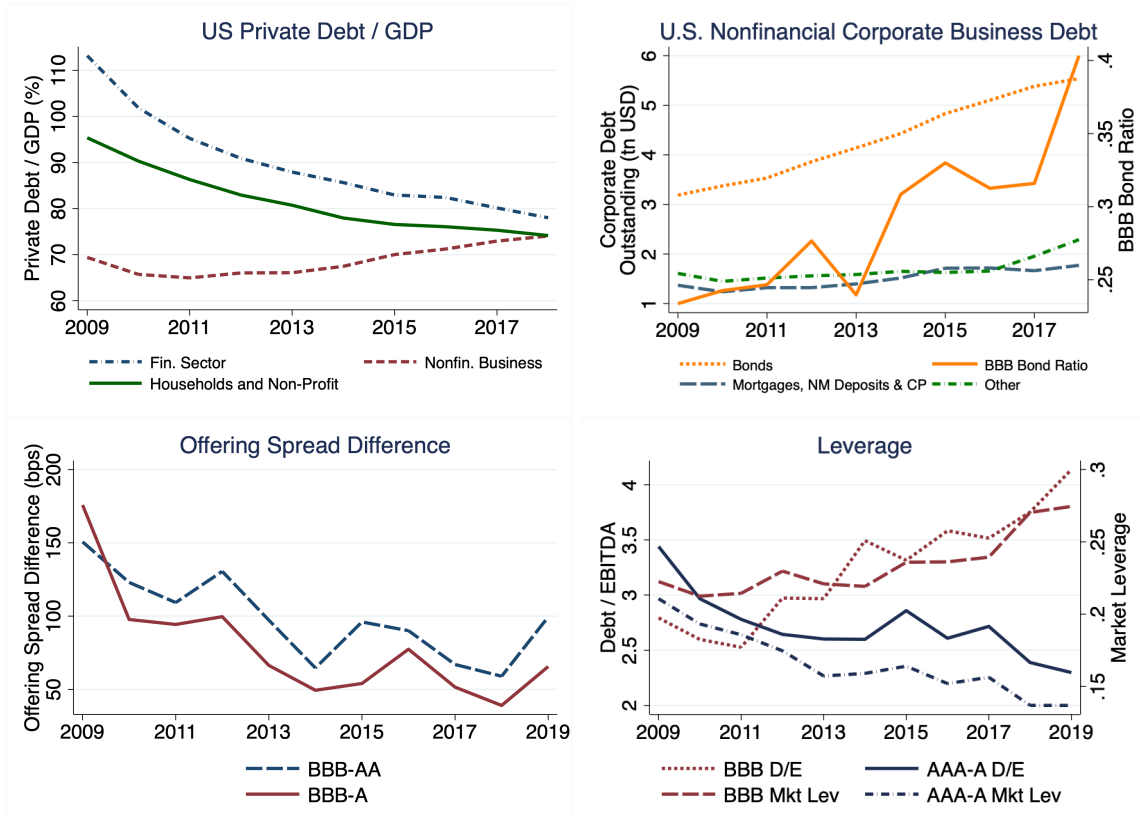 US Private Debt / GDP
Private Debt / GDP (%)
110
100
90
80
70
60
2009 2011 2013 2015 2017
Fin. Sector Nonfin. Business
Households and Non-Profit
U.S. Nonfinancial Corporate Business Debt
Corporate Debt
Outstanding (tn USD)
6
5
4
3
2
1
BBB Bond Ratio
.4
.35
.3
.25
2009 2011 2013 2015 2017
Bonds BBB Bond Ratio
Mortgages, NM Deposits & CP Other
Offering Spread Difference
Offering Spread Difference (bps)
200
150
100
50
2009 2011 2013 2015 2017 2019
BBB-AA
BBB-A
Leverage
Debt / EBITDA
4
3.5
3
2.5
2
Market Leverage
.3
.25
.2
.15
2009 2011 2013 2015 2017 2019
BBB D/E AAA-A D/E
BBB Mkt Lev AAA-A Mkt Lev